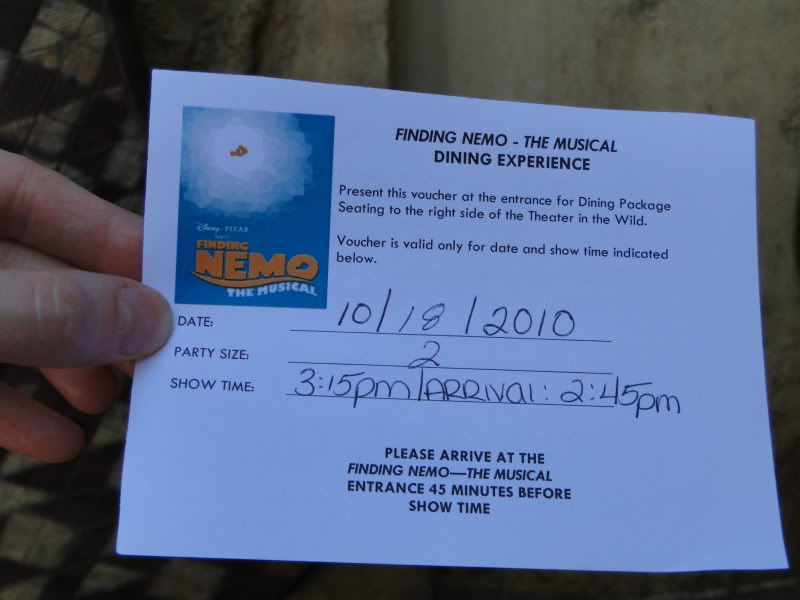 FINDING NEMO - THE MUSICAL
DINING EXPERIENCE
Present this voucher at the entrance for Dining Package
Seating to the right side of the Theater in the Wild.
Voucher is valid only for date and show time indicated
below.
Disney · PIXAR
FINDING
NEMO
THE MUSICAL
DATE: 10/18/2010
PARTY SIZE: 2
SHOW TIME: 3:15pm/ARRIVAl: 2:45pm
PLEASE ARRIVE AT THE
FINDING NEMO—THE MUSICAL
ENTRANCE 45 MINUTES BEFORE
SHOW TIME